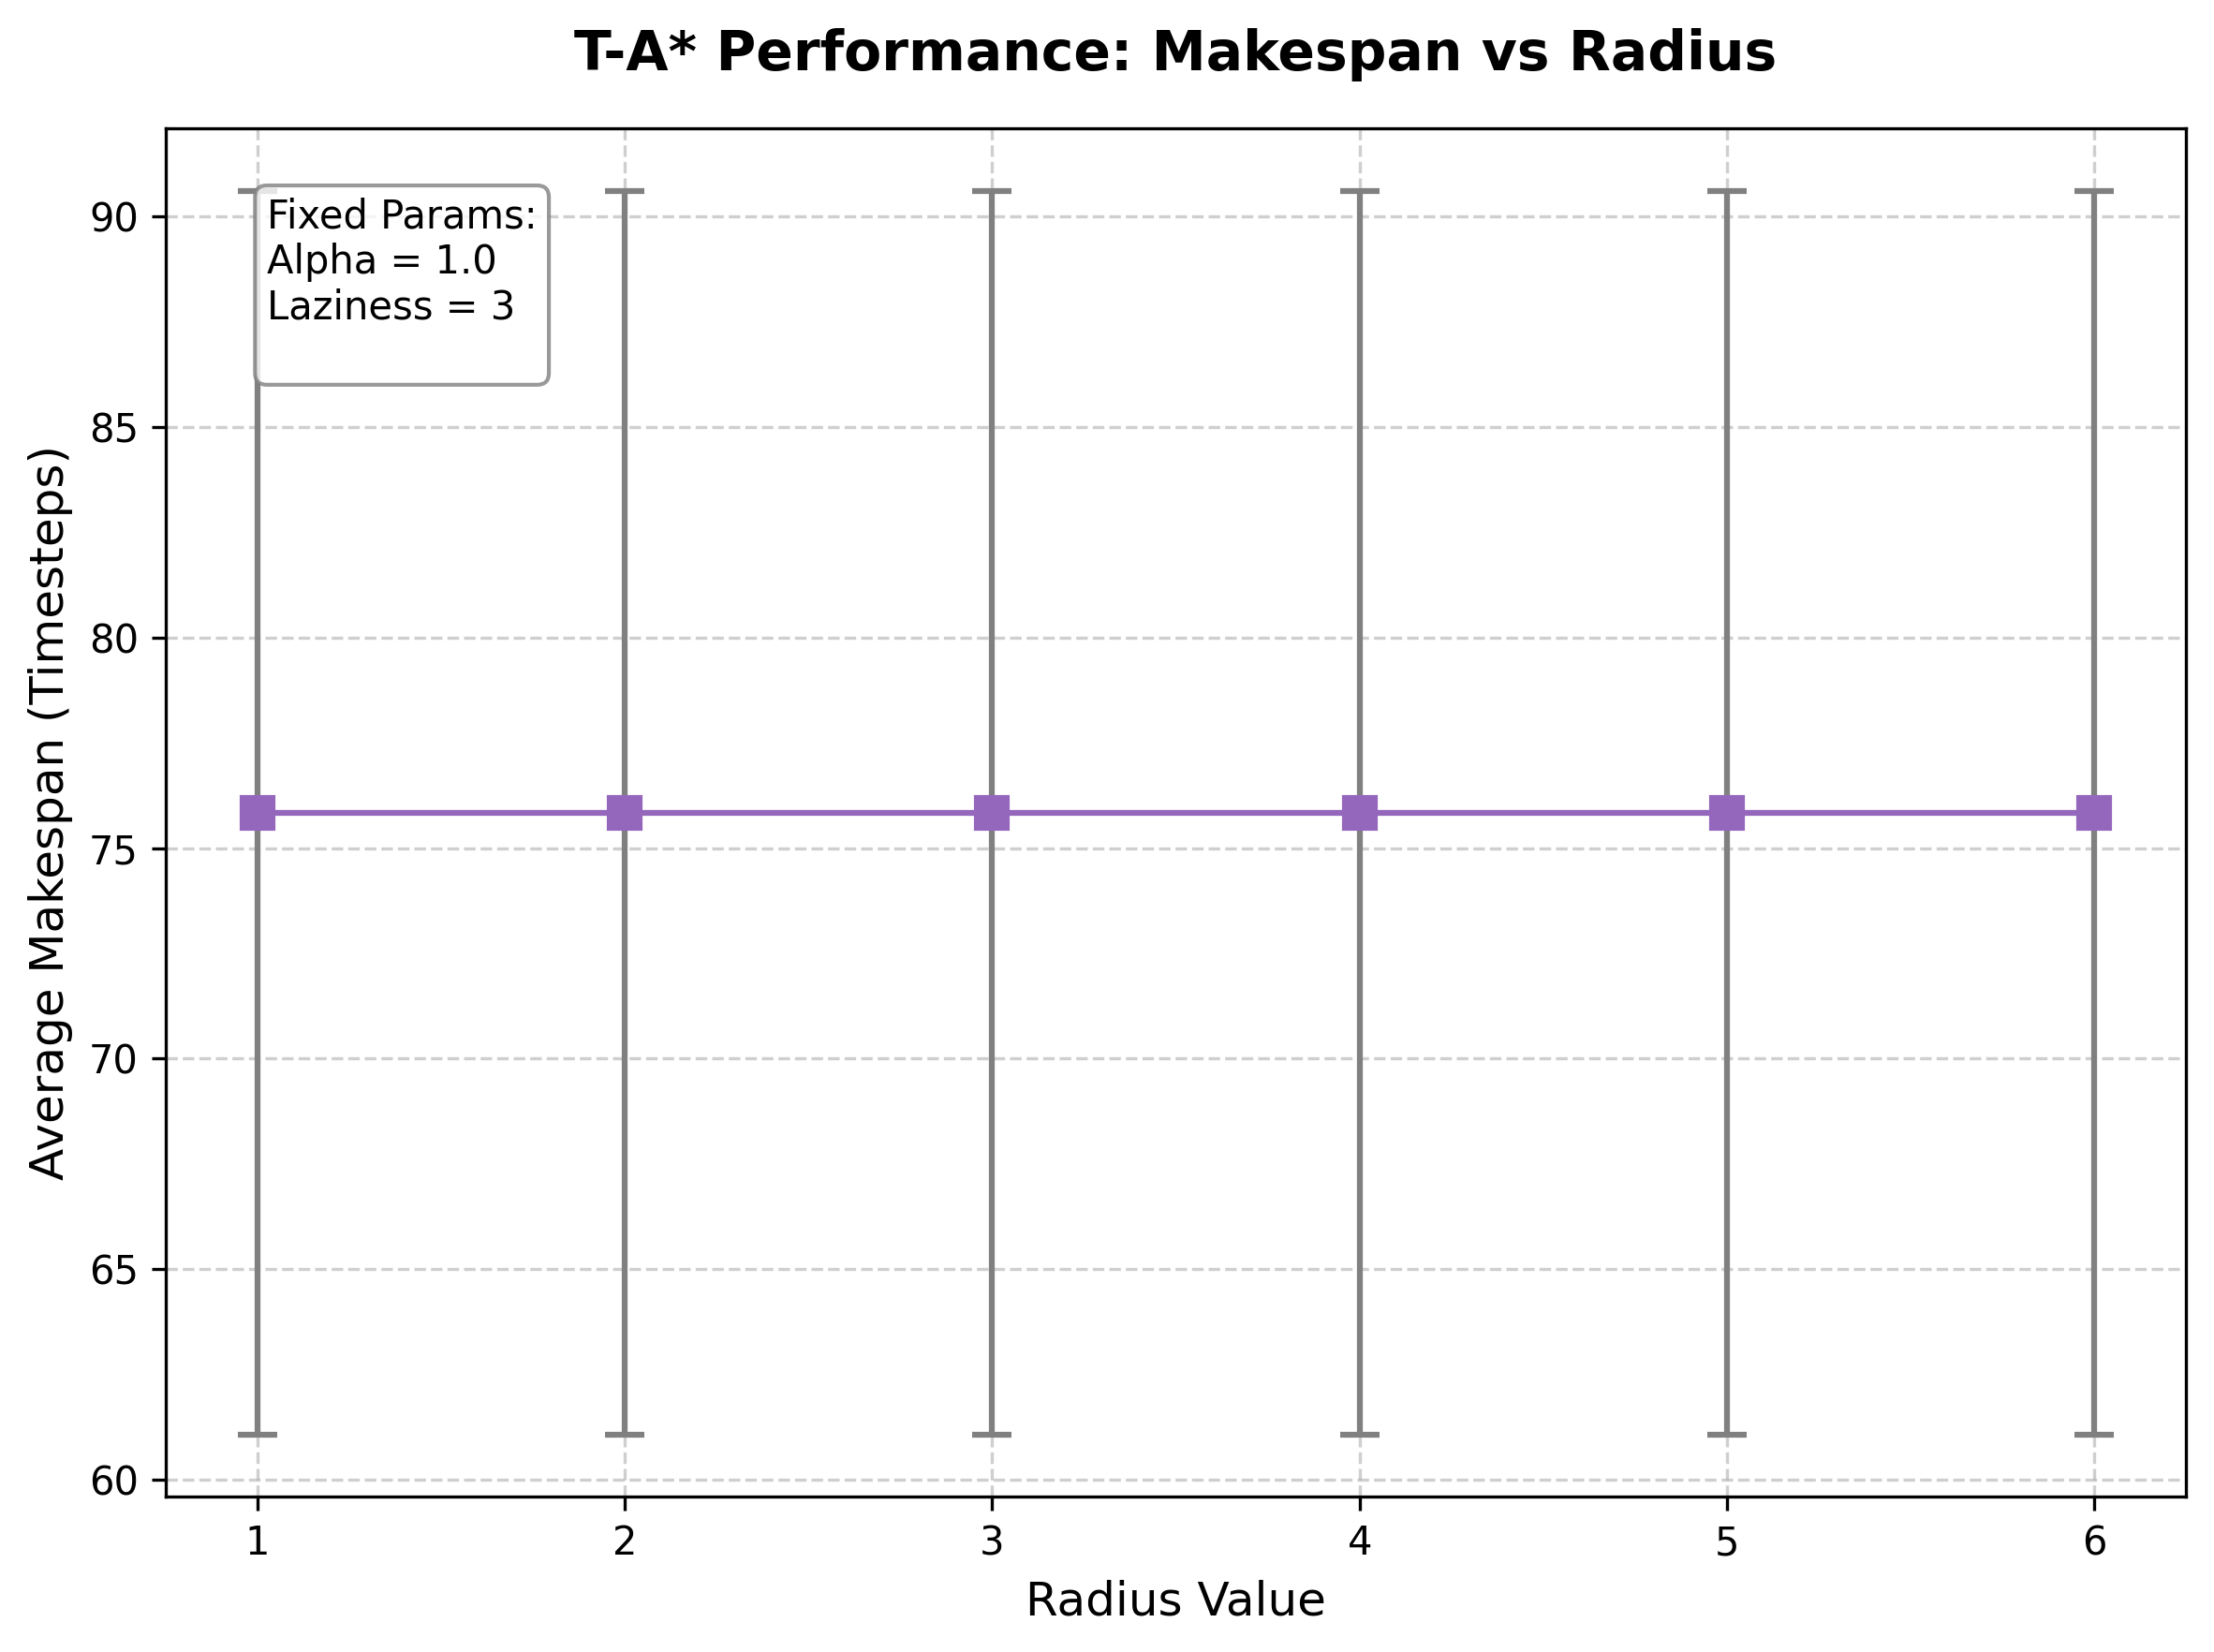 T-A* Performance: Makespan vs Radius
Fixed Params:
Alpha = 1.0
Laziness = 3
Average Makespan (Timesteps)
90
85
80
75
70
65
60
1 2 3 4 5 6
Radius Value